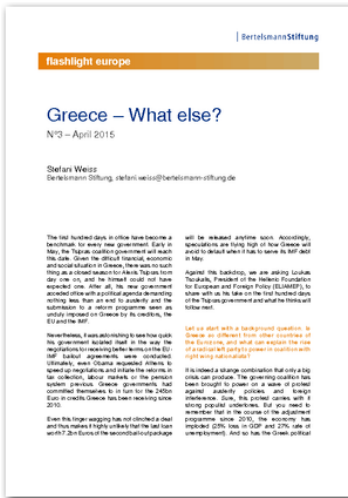 BertelsmannStiftung
flashlight europe
Greece – What else?
N°3 – April 2015
Stefani Weiss
Bertelsmann Stiftung, stefani.weiss@bertelsmann-stiftung.de
The first hundred days in office have become a
benchmark for every new government. Early in
May, the Tsipras coalition government will reach
this date. Given the difficult financial, economic
and social situation in Greece, there was no such
thing as a closed season for Alexis Tsipras from
day one on, and he himself could not have
expected one. After all, his new government
acceded office with a political agenda demanding
nothing less than an end to austerity and the
submission to a reform programme seen as
unduly imposed on Greece by its creditors, the
EU and the IMF.
Nevertheless, it was astonishing to see how quick
his government isolated itself in the way the
negotiations for receiving better terms on the EU -
IMF bailout agreements were conducted.
Ultimately, even Obama requested Athens to
speed up negotiations and initiate the reforms in
tax collection, labour markets or the pension
system previous Greece governments had
committed themselves to in turn for the 240bn
Euro in credits Greece has been receiving since
2010.
Even this finger wagging has not clinched a deal
and thus makes it highly unlikely that the last loan
worth 7.2bn Euros of the second bail-out package
will be released anytime soon. Accordingly,
speculations are flying high of how Greece will
avoid to default when it has to serve its IMF debt
in May.
Against this backdrop, we are asking Loukas
Tsoukalis, President of the Hellenic Foundation
for European and Foreign Policy (ELIAMEP), to
share with us his take on the first hundred days
of the Tsipras government and what he thinks will
follow next.
Let us start with a background question. Is
Greece so different from other countries of
the Eurozone, and what can explain the rise
of a radical left party to power in coalition with
right wing nationalists?
It is indeed a strange combination that only a big
crisis can produce. The governing coalition has
been brought to power on a wave of protest
against austerity policies and foreign
interference. Sure, this protest carries with it
strong populist undertones. But you need to
remember that in the course of the adjustment
programme since 2010, the economy has
imploded (25% loss in GDP and 27% rate of
unemployment). And so has the Greek political